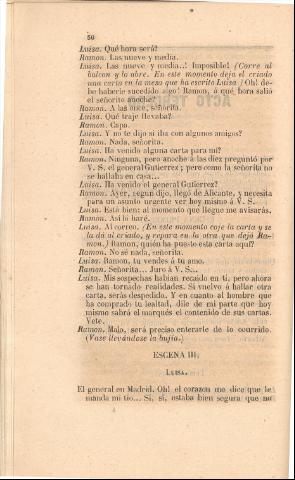 50
Luisa. Qué hora será?
Ramon. Las nueve y media.
Luisa. Las nueve y media..! Imposible! (Corre al
balcon y la abre. En este momento deja el criado
una carta en la mesa que ha escrito Luisa.) Oh! de-
be haberle sucedido algo! Ramon, á qué hora salió
el señorito anoche?
Ramon. A las once, señorita.
Luisa. Qué traje llevaba?
Ramon. Capa.
Luisa. Y no te dijo si iba con algunos amigos?
Ramon. Nada, señorita.
Luisa. Ha venido alguna carta para mi?
Ramon. Ninguna, pero anoche á las diez preguntó por
V. S. el general Gutierrez; pero como la señorita no
se hallaba en casa...
Luisa. Ha venido el general Gutierrez?
Ramon. Ayer, segun dijo, llegó de Alicante, y necesita
para un asunto urgente ver hoy mismo á V. S.
Luisa. Está bien: al momento que llegue me avisarás.
Ramon. Así lo haré.
Luisa. Al correo. (En este momento coje la carta y se
la dá al criado, y repara en la otra que dejó Ra-
mon.) Ramon, quién ha puesto esta carta aquí?
Ramon. No sé nada, señorita.
Luisa. Ramon, tu vendes á tu amo.
Ramon. Señorita... Juro á V. S...
Luisa. Mis sospechas habian recaido en ti, pero ahora
se han tornado realidades. Si vuelvo á hallar otra
carta, serás despedido. Y en cuanto al hombre que
ha comprado tu lealtad, dile de mi parte que hoy
mismo sabrá el marqués el contenido de sus cartas.
Vete.
Ramon. Malo, será preciso enterarle de lo ocurrido.
(Vase llevándose la bujía.)
ESCENA III.
LUISA.
El general en Madrid. Oh! el corazon me dice que le
manda mi tio... Si, si, estaba bien segura que no